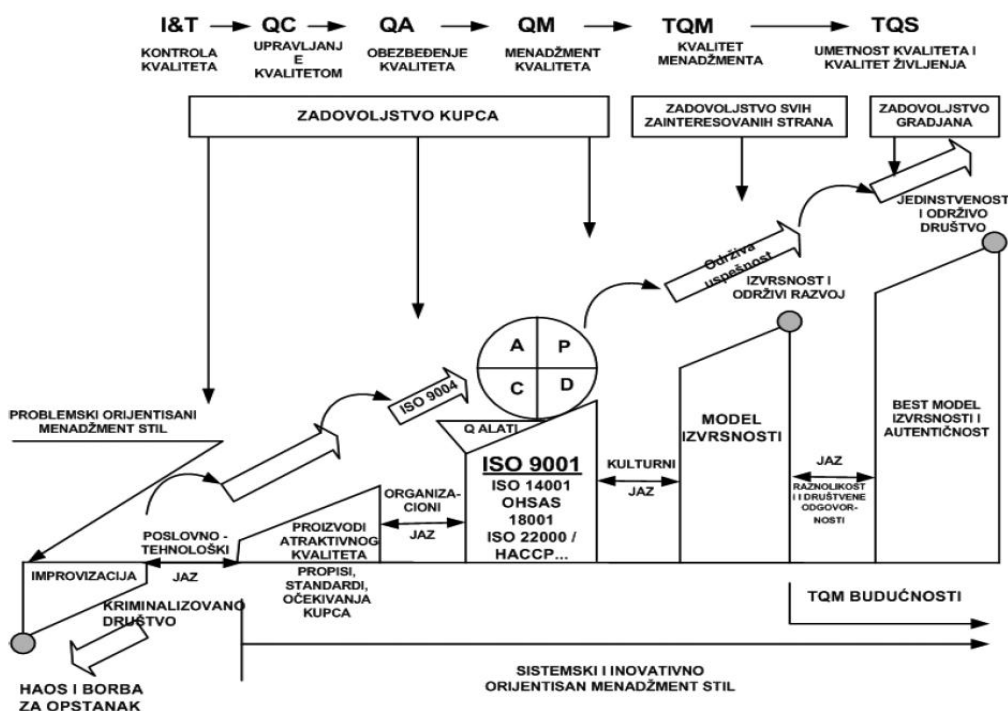 I&T
QC
QA
QM
TQM
TQS
KONTROLA
KVALITETA
UPRAVLJANJ
E
KVALITETOM
OBEZBEĐENJE
KVALITETA
MENADŽMENT
KVALITETA
KVALITET
MENADŽMENTA
UMETNOST KVALITETA I
KVALITET ŽIVLJENJA
ZADOVOLJSTVO KUPCA
ZADOVOLJSTVO SVIH
ZAINTERESOVANIH STRANA
ZADOVOLJSTVO
GRADJANA
JEDINSTVENOST
I ODRŽIVO
DRUŠTVO
Održiva
uspešnost
IZVRSNOST I
ODRŽIVI RAZVOJ
A
P
C
D
ISO 9004
PROBLEMSKI ORIJENTISANI
MENADŽMENT STIL
Q ALATI
MODEL
IZVRSNOSTI
BEST MODEL
IZVRSNOSTI I
AUTENTIČNOST
ISO 9001
ISO 14001
OHSAS
18001
ISO 22000 /
HACCP...
KULTURNI
JAZ
JAZ
RAZNOLIKOST
I I DRUŠTVENE
ODGOVOR-
NOSTI
ORGANIZA-
CIONI
JAZ
POSLOVNO -
TEHNOLOŠKI
JAZ
PROIZVODI
ATRAKTIVNOG
KVALITETA
PROPISI,
STANDARDI,
OČEKIVANJA
KUPCA
IMPROVIZACIJA
KRIMINALIZOVANO
DRUŠTVO
TQM BUDUĆNOSTI
HAOS I BORBA
ZA OPSTANAK
SISTEMSKI I INOVATIVNO
ORIJENTISAN MENADŽMENT STIL